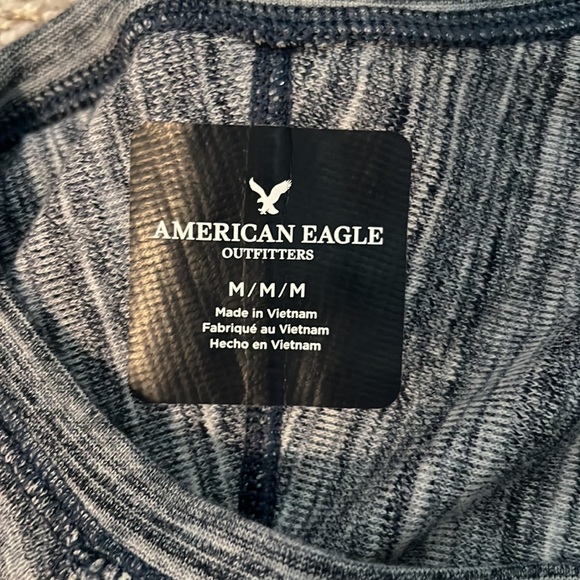 AMERICAN EAGLE
OUTFITTERS
M/M/M
Made in Vietnam
Fabriqué au Vietnam
Hecho en Vietnam